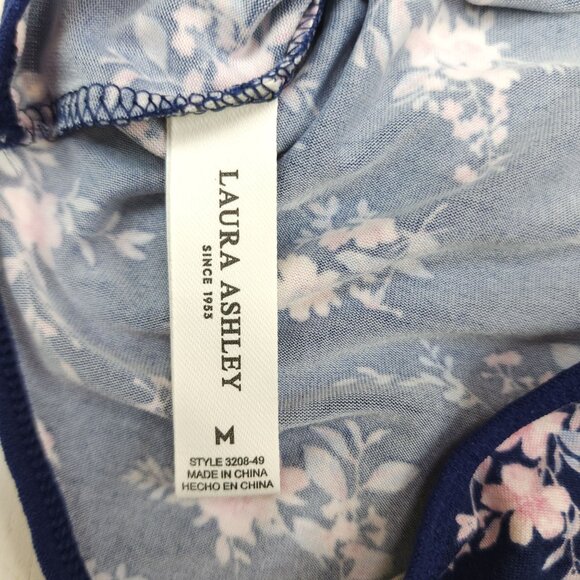 LAURA ASHLEY
SINCE 1953
M
STYLE 3208-49
MADE IN CHINA
HECHO EN CHINA